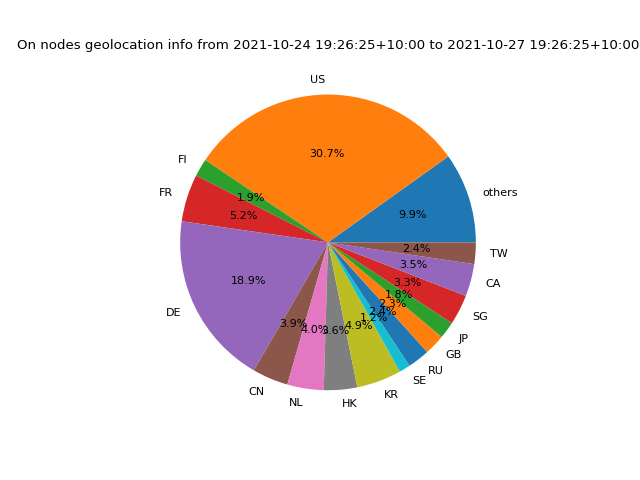 On nodes geolocation info from 2021-10-24 19:26:25+10:00 to 2021-10-27 19:26:25+10:00
US
30.7%
others
9.9%
FI
1.9%
FR
5.2%
DE
18.9%
CN
3.9%
NL
4.0%
HK
3.6%
KR
4.9%
SE
1.2%
RU
2.4%
GB
2.3%
JP
1.8%
SG
3.3%
CA
3.5%
TW
2.4%